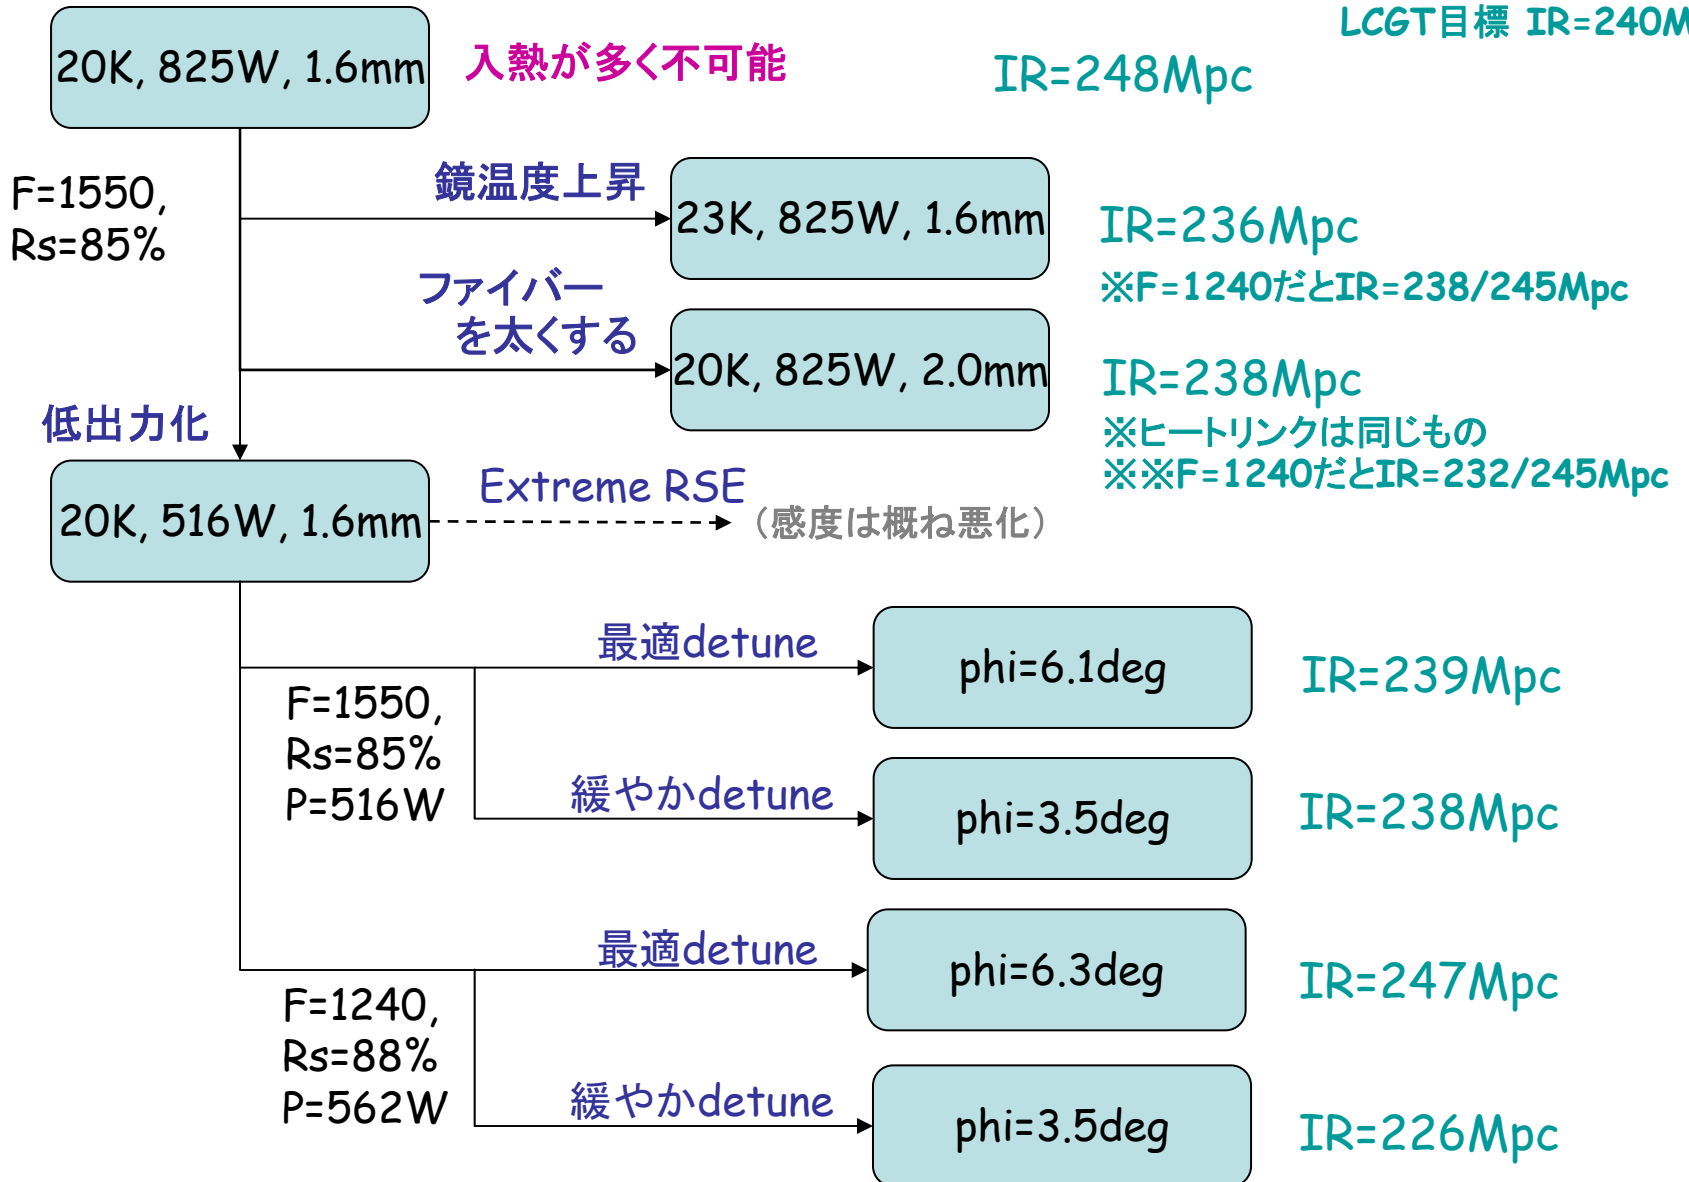 LCGT目標 IR=240M
20K, 825W, 1.6mm
入熱が多く不可能
IR=248Mpc
F=1550,
Rs=85%
鏡温度上昇
23K, 825W, 1.6mm
IR=236Mpc
※F=1240だとIR=238/245Mpc
ファイバー
を太くする
20K, 825W, 2.0mm
IR=238Mpc
※ヒートリンクは同じもの
※※F=1240だとIR=232/245Mpc
低出力化
20K, 516W, 1.6mm
Extreme RSE
（感度は概ね悪化）
最適detune
phi=6.1deg
IR=239Mpc
F=1550,
Rs=85%
P=516W
緩やかdetune
phi=3.5deg
IR=238Mpc
最適detune
phi=6.3deg
IR=247Mpc
F=1240,
Rs=88%
P=562W
緩やかdetune
phi=3.5deg
IR=226Mpc